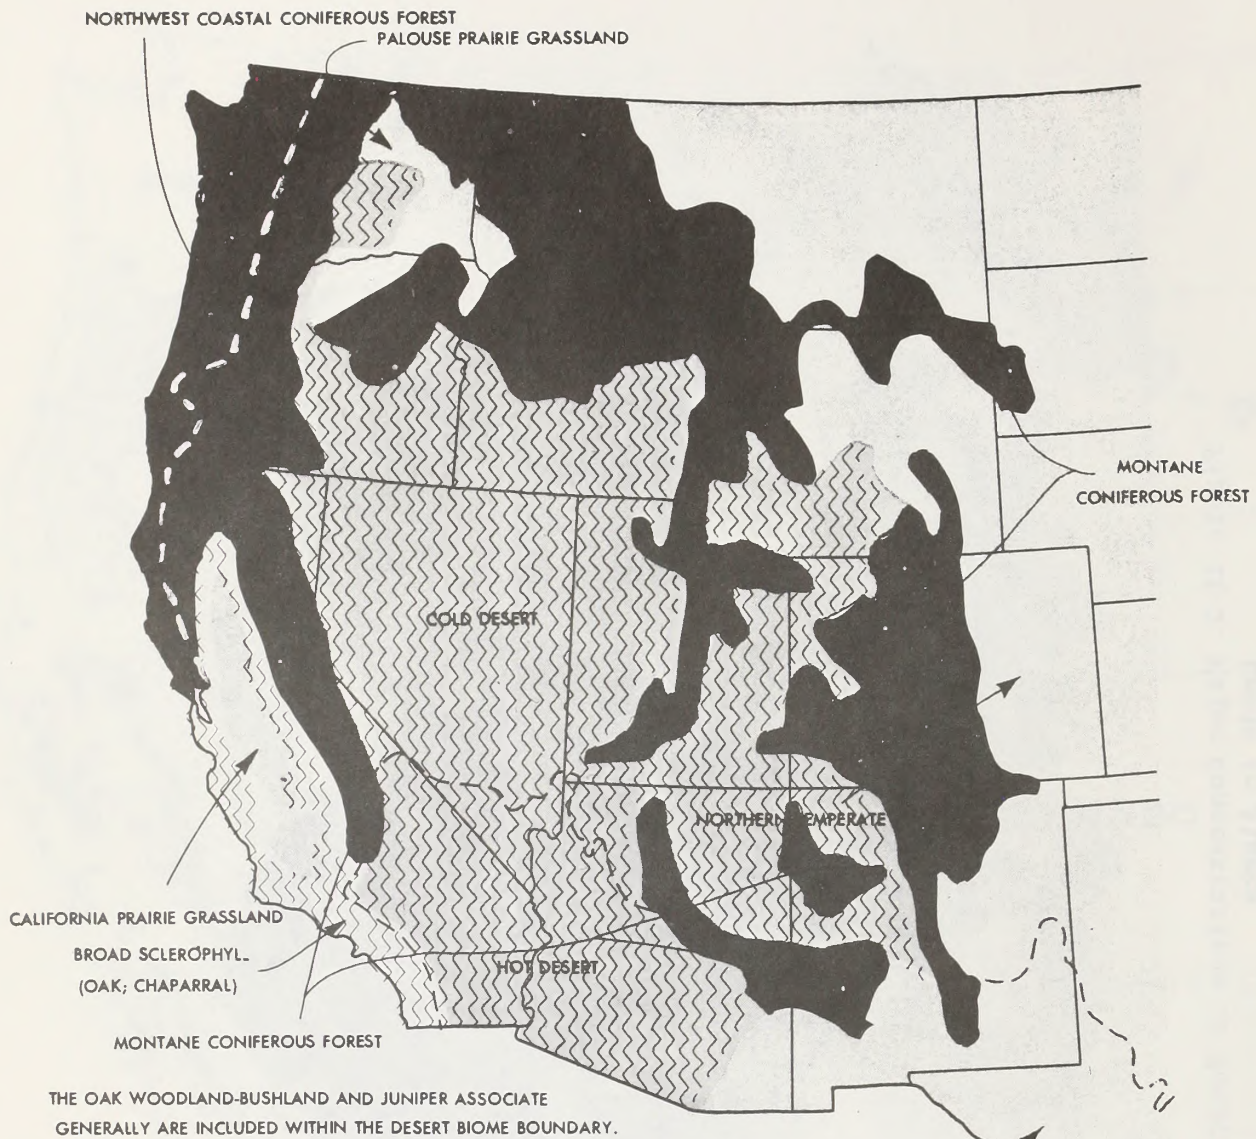 NORTHWEST COASTAL CONIFEROUS FOREST
PALOUSE PRAIRIE GRASSLAND
MONTANE
CONIFEROUS FOREST
COLD DESERT
NORTHERN TEMPERATE
CALIFORNIA PRAIRIE GRASSLAND
BROAD SCLEROPHYL-
(OAK; CHAPARRAL)
HOT DESERT
MONTANE CONIFEROUS FOREST
THE OAK WOODLAND-BUSHLAND AND JUNIPER ASSOCIATE
GENERALLY ARE INCLUDED WITHIN THE DESERT BIOME BOUNDARY.